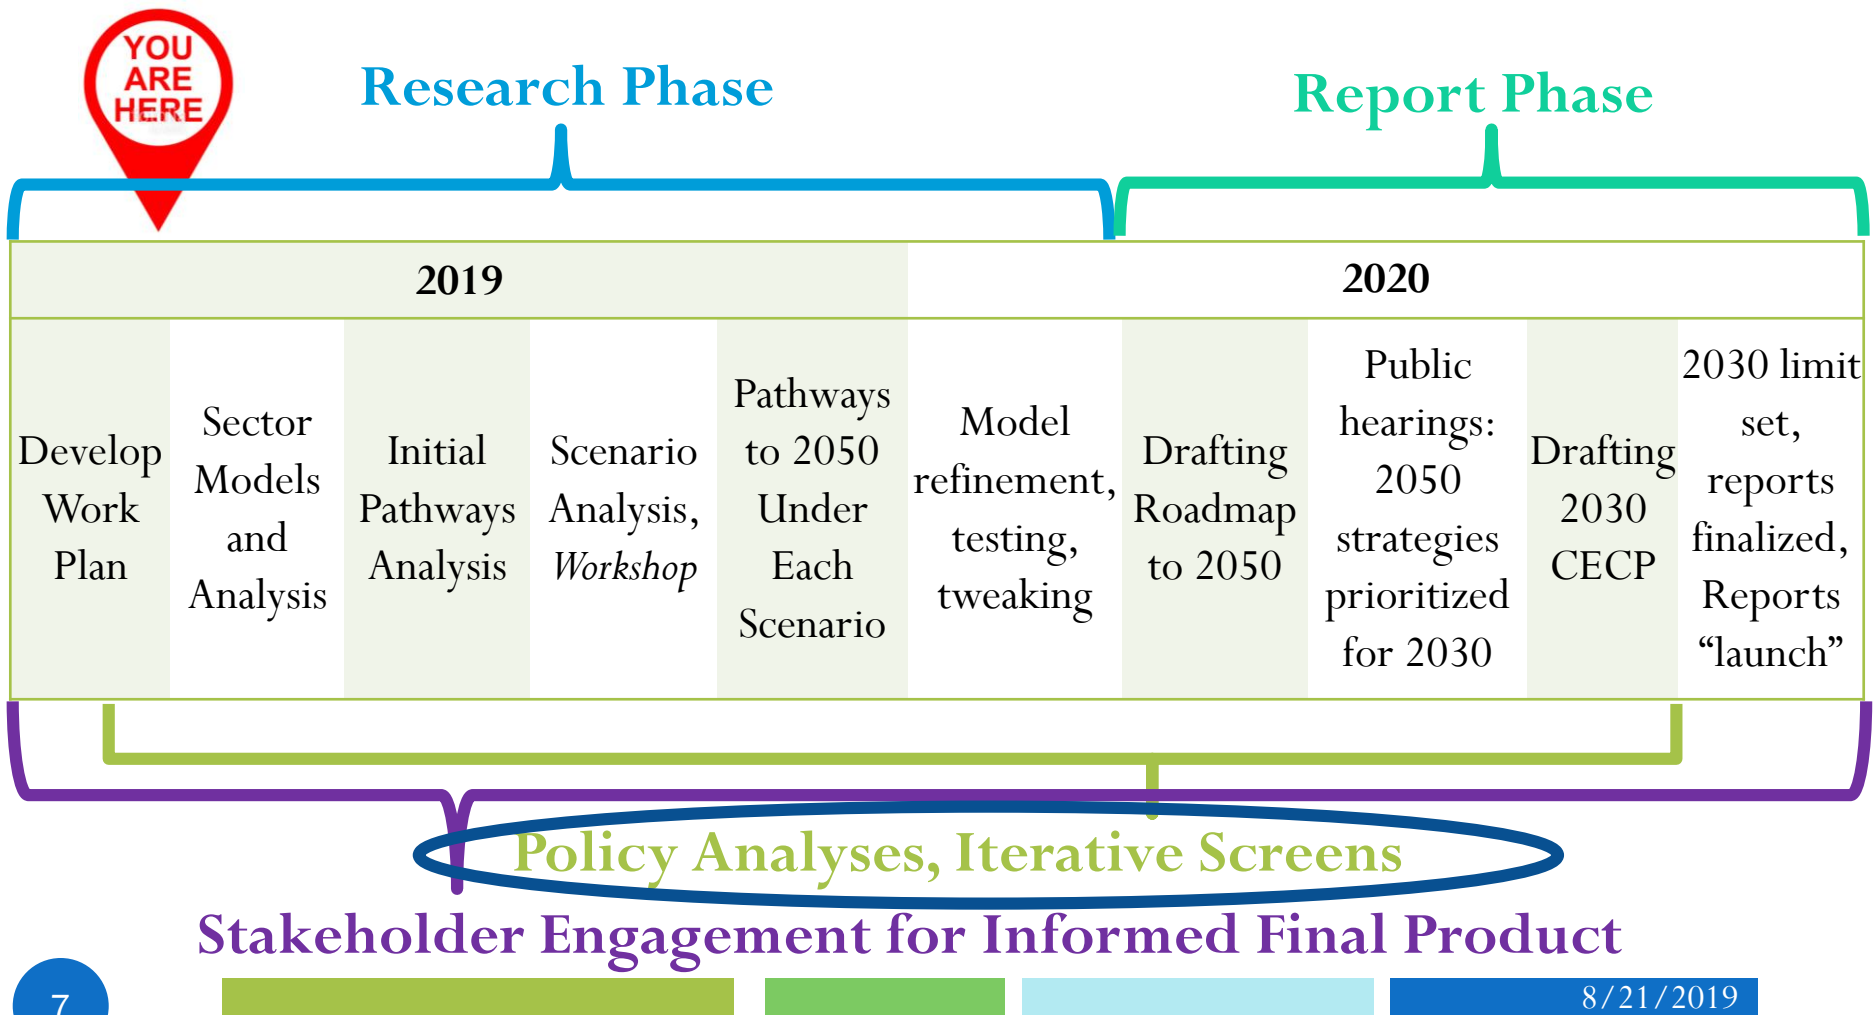 YOU
ARE
HERE
Research Phase
Report Phase
2019
2020
Develop
Work
Plan
Sector
Models
and
Analysis
Initial
Pathways
Analysis
Scenario
Analysis,
Workshop
Pathways
to 2050
Under
Each
Scenario
Model
refinement,
testing,
tweaking
Drafting
Roadmap
to 2050
Public
hearings:
2050
strategies
prioritized
for 2030
Drafting
2030
CECP
2030 limit
set,
reports
finalized,
Reports
“launch”
Policy Analyses, Iterative Screens
Stakeholder Engagement for Informed Final Product
7
8/21/2019